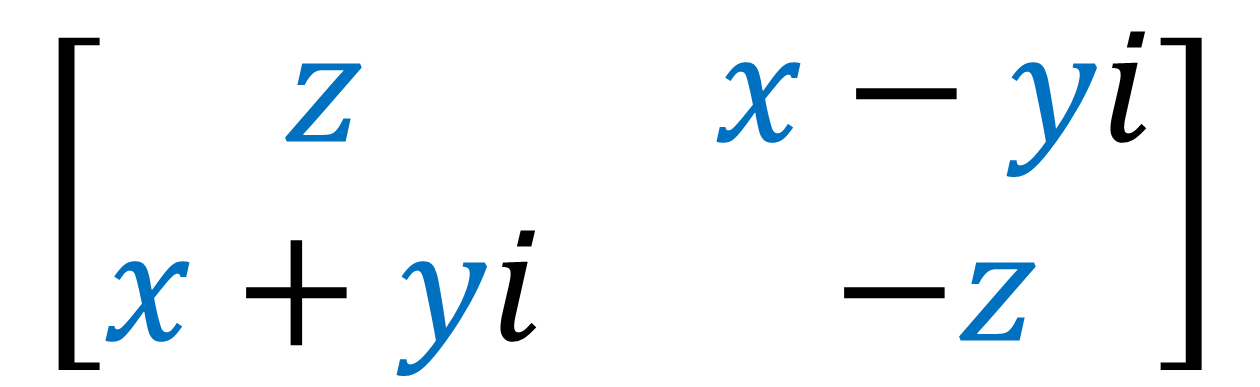 z x − yi
x + yi −z